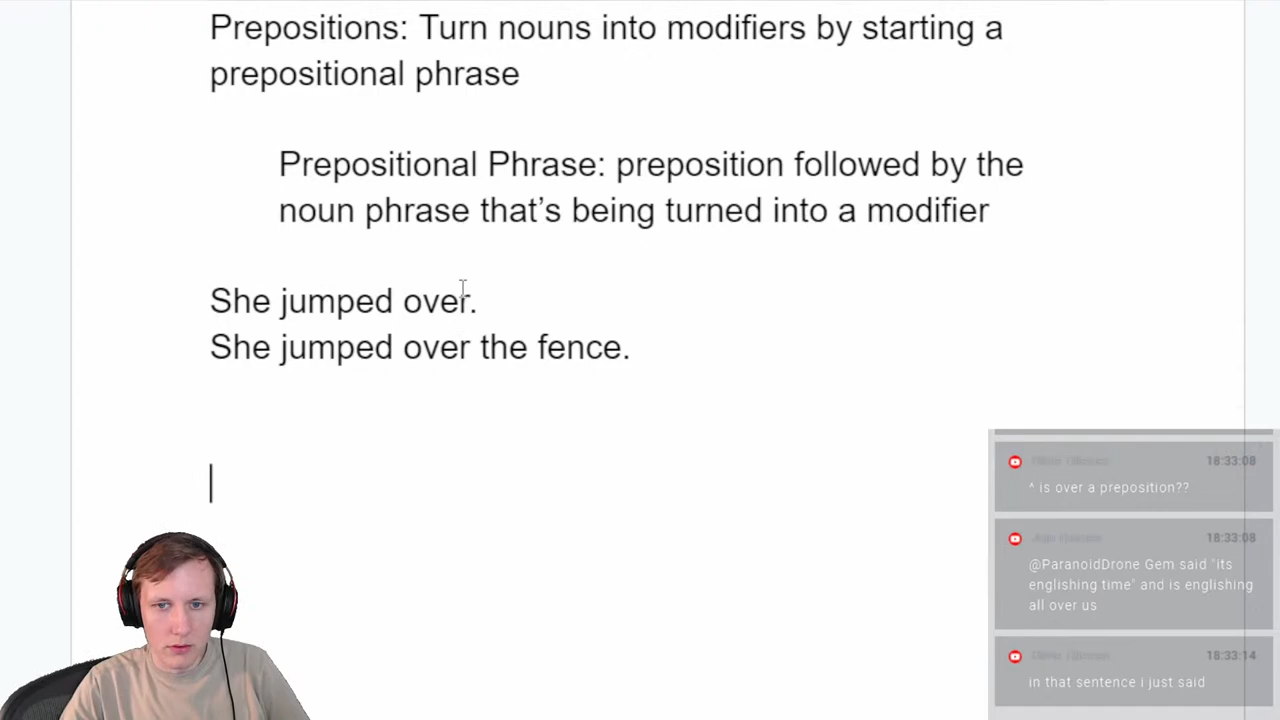 Prepositions: Turn nouns into modifiers by starting a
prepositional phrase
Prepositional Phrase: preposition followed by the
noun phrase that’s being turned into a modifier
She jumped over.
She jumped over the fence.
18:33:08
^ is over a preposition??
18:33:08
@ParanoidDrone Gem said "its
englishing time" and is englishing
all over us
18:33:14
in that sentence i just said